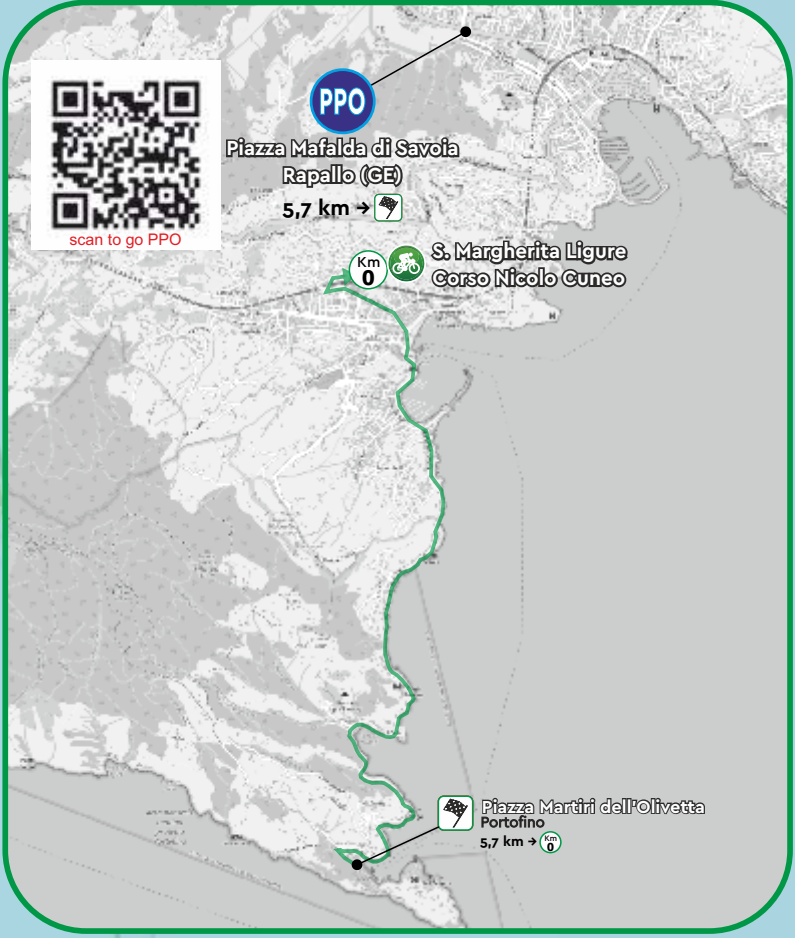 PPO
Piazza Mafalda di Savoia
Rapallo (GE)
5,7 km →
scan to go PPO
Km
0
S. Margherita Ligure
Corso Nicolo Cuneo
Piazza Martiri dell'Olivetta
Portofino
5,7 km → Km 0